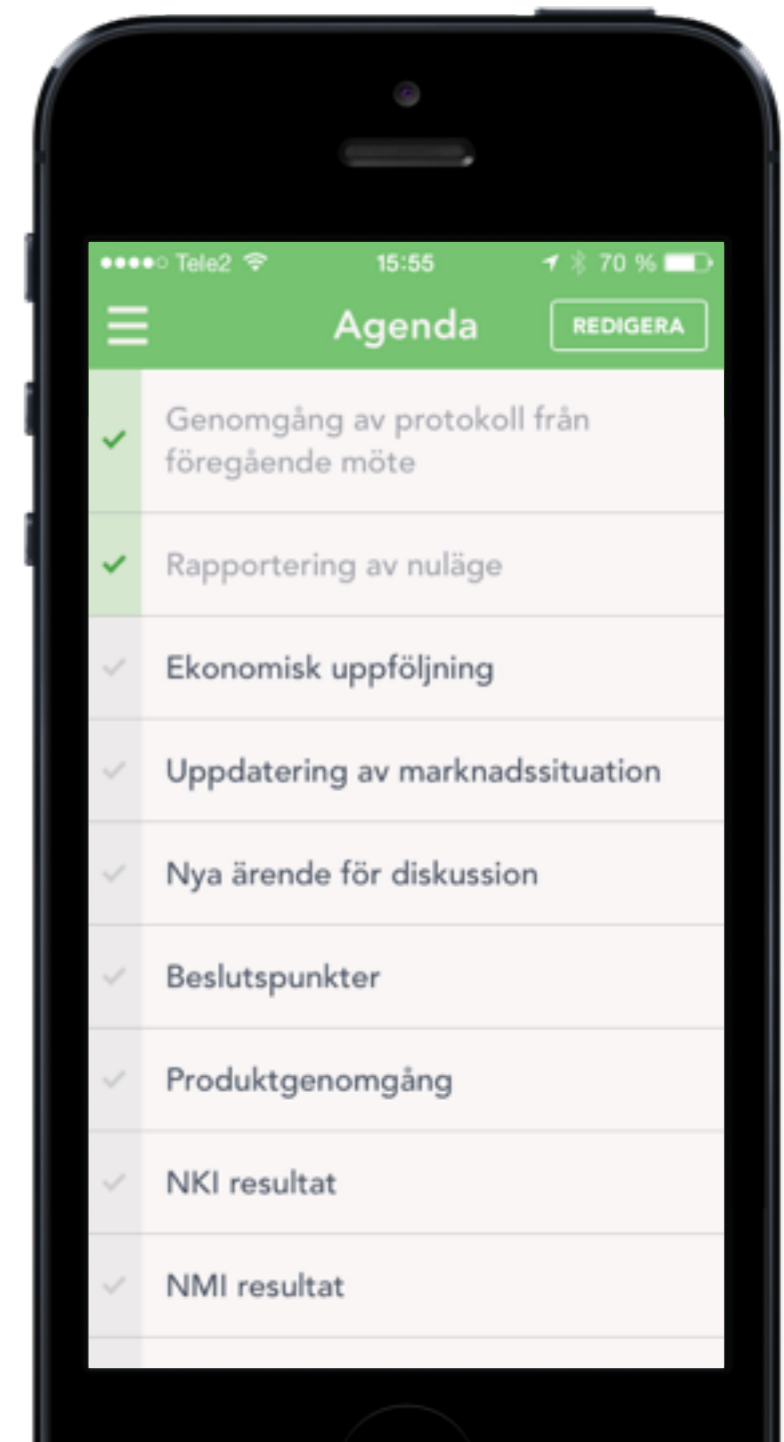 Tele2 15:55 70 %
Agenda REDIGERA
Genomgång av protokoll från
föregående möte
Rapportering av nuläge
Ekonomisk uppföljning
Uppdatering av marknadssituation
Nya ärende för diskussion
Beslutspunkter
Produktgenomgång
NKI resultat
NMI resultat